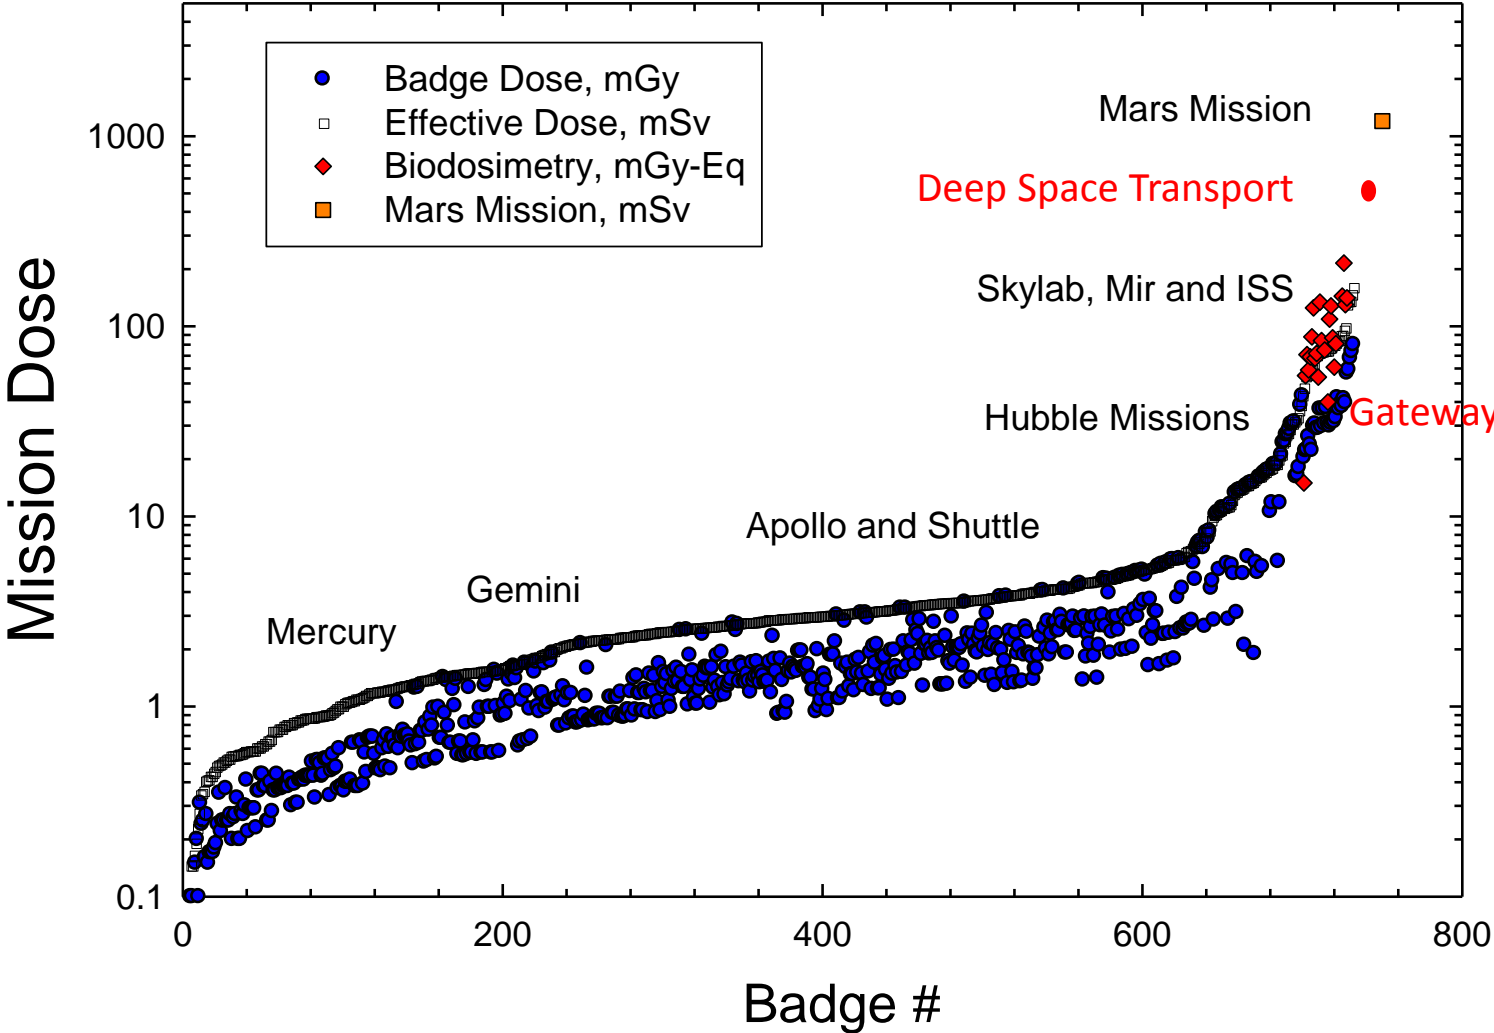 Badge Dose, mGy
Effective Dose, mSv
Biodosimetry, mGy-Eq
Mars Mission, mSv
Mars Mission
Deep Space Transport
Skylab, Mir and ISS
Hubble Missions
Gateway
Apollo and Shuttle
Gemini
Mercury
Mission Dose
1000
100
10
1
0.1
0
200
400
600
800
Badge #